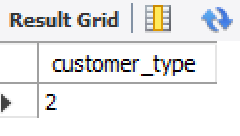 Result Grid
customer_type
2